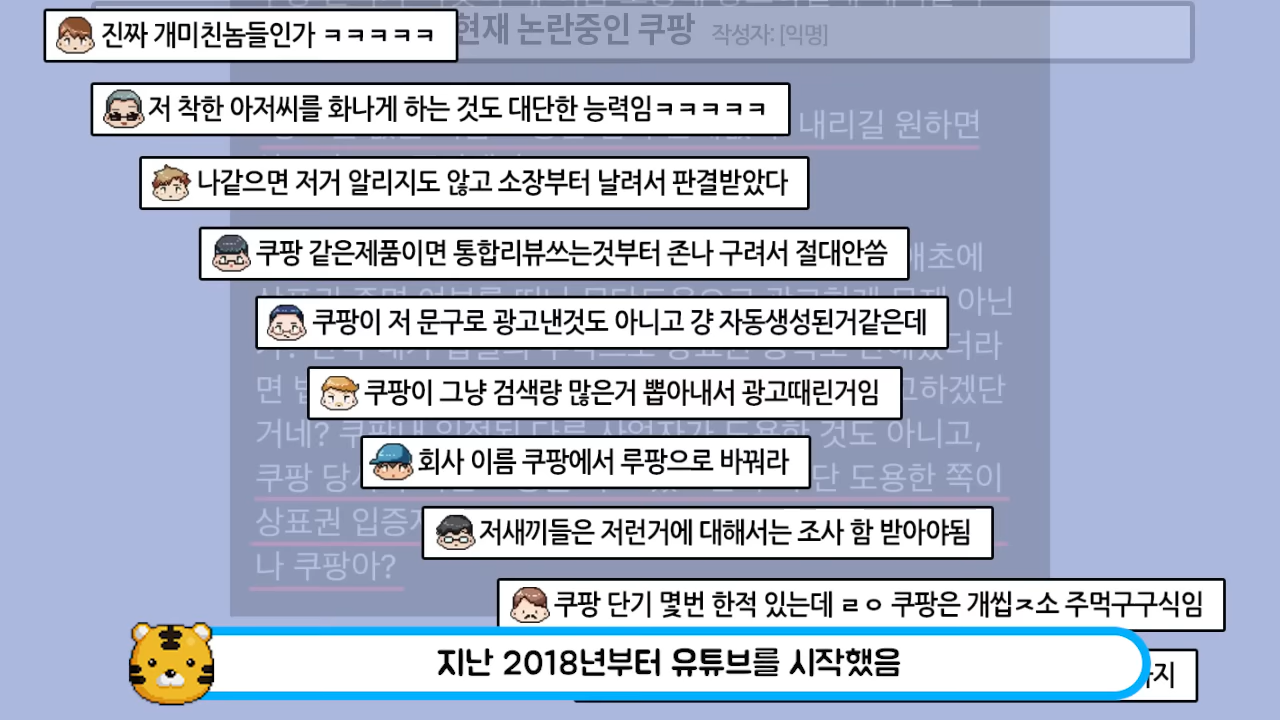 현재 논란중인 쿠팡 작성자: [익명]
진짜 개미친놈들인가 ㅋㅋㅋㅋㅋ
저 착한 아저씨를 화나게 하는 것도 대단한 능력임ㅋㅋㅋㅋㅋ
내리길 원하면
나같으면 저거 알리지도 않고 소장부터 날려서 판결받았다
쿠팡 같은제품이면 통합리뷰쓰는것부터 존나 구려서 절대안씀
애초에
아닌
쿠팡이 저 문구로 광고낸것도 아니고 걍 자동생성된거같은데
더라
면
쿠팡이 그냥 검색량 많은거 뽑아내서 광고때린거임
고하겠단
거네?
것도 아니고,
회사 이름 쿠팡에서 루팡으로 바꿔라
쿠팡 당
단 도용한 쪽이
상표권 입증
저새끼들은 저런거에 대해서는 조사 함 받아야됨
나 쿠팡아?
쿠팡 단기 몇번 한적 있는데 ㄹㅇ 쿠팡은 개씹ㅈ소 주먹구구식임
지난 2018년부터 유튜브를 시작했음
지